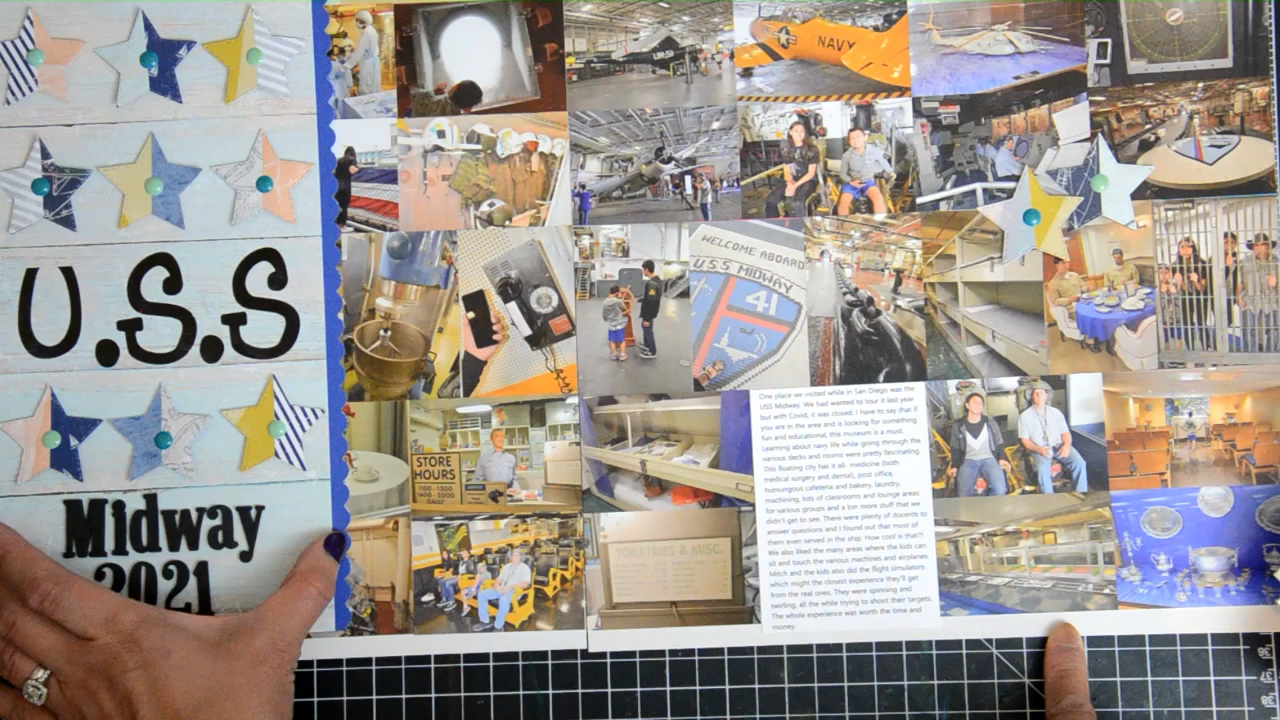 U.S.S
Midway
2021
NAVY
WELCOME ABOARD
USS MIDWAY
41
STORE
HOURS
TOILETRIES & MISC.
One place we visited while in San Diego was the
USS Midway. We had wanted to tour it last year
but with Covid, it was closed. I have to say that if
you are in the area and is looking for something
fun and educational, this museum is a must.
Learning about navy life while going through the
various decks and rooms were pretty fascinating.
This floating city has it all- medicine (both
medical surgery and dental), post office,
humongous cafeteria and bakery, laundry,
machining, lots of classrooms and lounge areas
for various groups and a ton more stuff that we
didn't get to see. There were plenty of docents to
answer questions and I found out that most of
them even served in the ship. How cool is that?!
We also liked the many areas where the kids can
sit and touch the various machines and airplanes.
Mitch and the kids also did the flight simulators
which might the closest experience they'll get
from the real ones. They were spinning and
twirling, all the while trying to shoot their targets.
The whole experience was worth the time and
money.